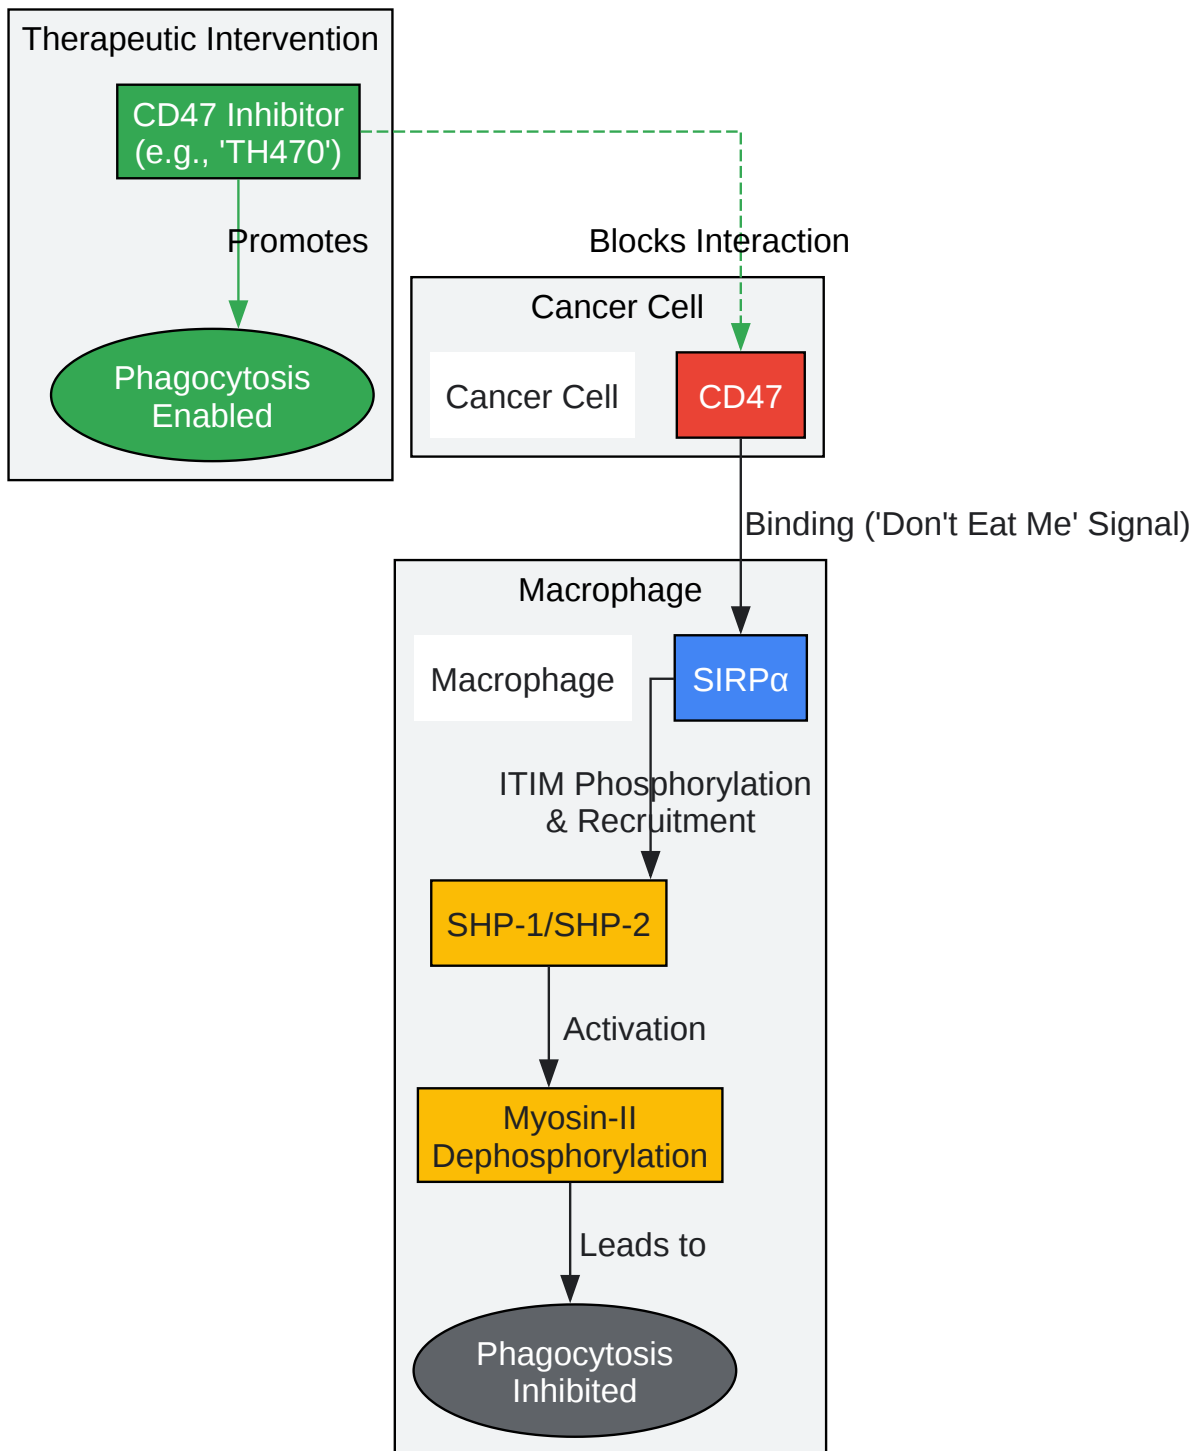 Therapeutic Intervention
CD47 Inhibitor
(e.g., 'TH470')
Promotes
Blocks Interaction
Phagocytosis
Enabled
Cancer Cell
Cancer Cell
CD47
Binding ('Don't Eat Me' Signal)
Macrophage
Macrophage
SIRPα
ITIM Phosphorylation
& Recruitment
SHP-1/SHP-2
Activation
Myosin-II
Dephosphorylation
Leads to
Phagocytosis
Inhibited